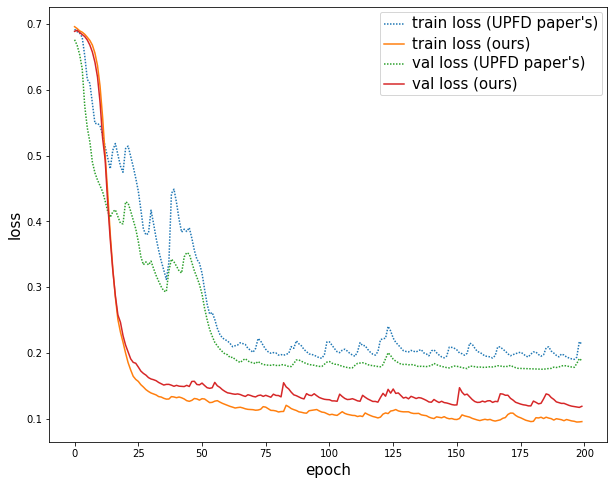 train loss (UPFD paper's)
train loss (ours)
val loss (UPFD paper's)
val loss (ours)
0.7
0.6
0.5
0.4
0.3
0.2
0.1
loss
0 25 50 75 100 125 150 175 200
epoch